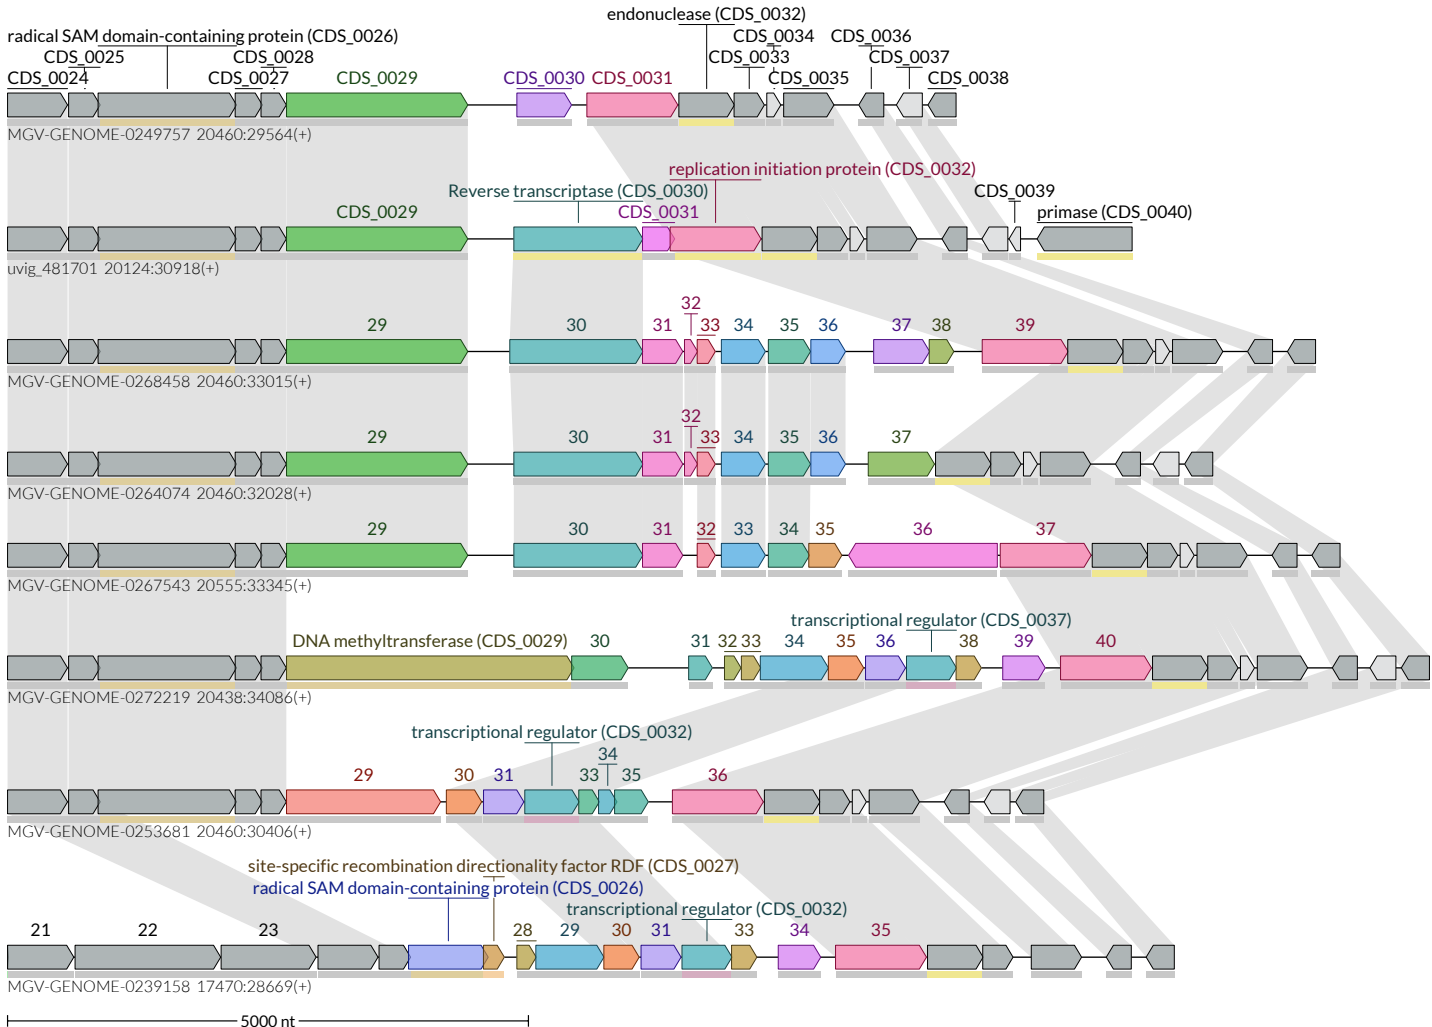 endonuclease (CDS_0032)
radical SAM domain-containing protein (CDS_0026) CDS_0034 CDS_0036
CDS_0025 CDS_0028 CDS_0033 CDS_0037
CDS_0024 CDS_0027 CDS_0029 CDS_0030 CDS_0031 CDS_0035 CDS_0038
MGV-GENOME-0249757 20460:29564(+)
replication initiation protein (CDS_0032)
Reverse transcriptase (CDS_0030) CDS_0039
CDS_0029 CDS_0031 primase (CDS_0040)
uvig_481701 20124:30918(+)
32
29 30 31 33 34 35 36 37 38 39
MGV-GENOME-0268458 20460:33015(+)
32
29 30 31 33 34 35 36 37
MGV-GENOME-0264074 20460:32028(+)
29 30 31 32 33 34 35 36 37
MGV-GENOME-0267543 20555:33345(+)
transcriptional regulator (CDS_0037)
DNA methyltransferase (CDS_0029) 30 31 32 33 34 35 36 38 39 40
MGV-GENOME-0272219 20438:34086(+)
transcriptional regulator (CDS_0032)
34
29 30 31 33 35 36
MGV-GENOME-0253681 20460:30406(+)
site-specific recombination directionality factor RDF (CDS_0027)
radical SAM domain-containing protein (CDS_0026)
transcriptional regulator (CDS_0032)
21 22 23 28 29 30 31 33 34 35
MGV-GENOME-0239158 17470:28669(+)
5000 nt